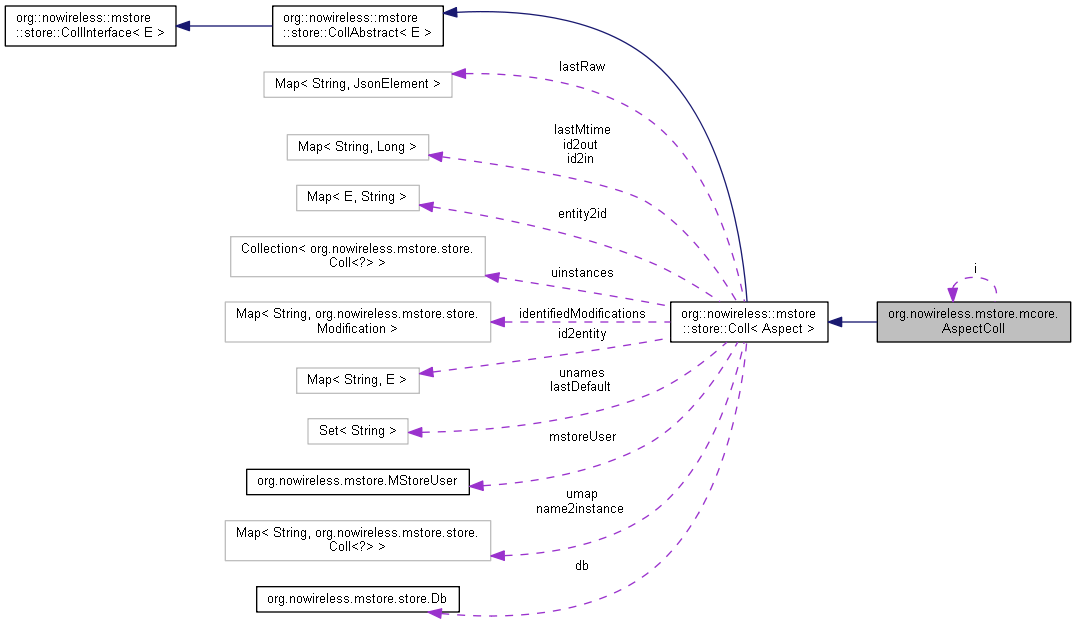 org::nowireless::mstore
::store::CollInterface< E >
org::nowireless::mstore
::store::CollAbstract< E >
lastRaw
Map< String, JsonElement >
lastMtime
id2out
id2in
Map< String, Long >
Map< E, String >
entity2id
Collection< org.nowireless.mstore.store.
Coll<?> >
uinstances
Map< String, org.nowireless.mstore.store.
Modification >
identifiedModifications
org::nowireless::mstore
::store::Coll< Aspect >
i
org.nowireless.mstore.mcore.
AspectColl
id2entity
Map< String, E >
unames
lastDefault
Set< String >
mstoreUser
org.nowireless.mstore.MStoreUser
umap
name2instance
Map< String, org.nowireless.mstore.store.
Coll<?> >
db
org.nowireless.mstore.store.Db